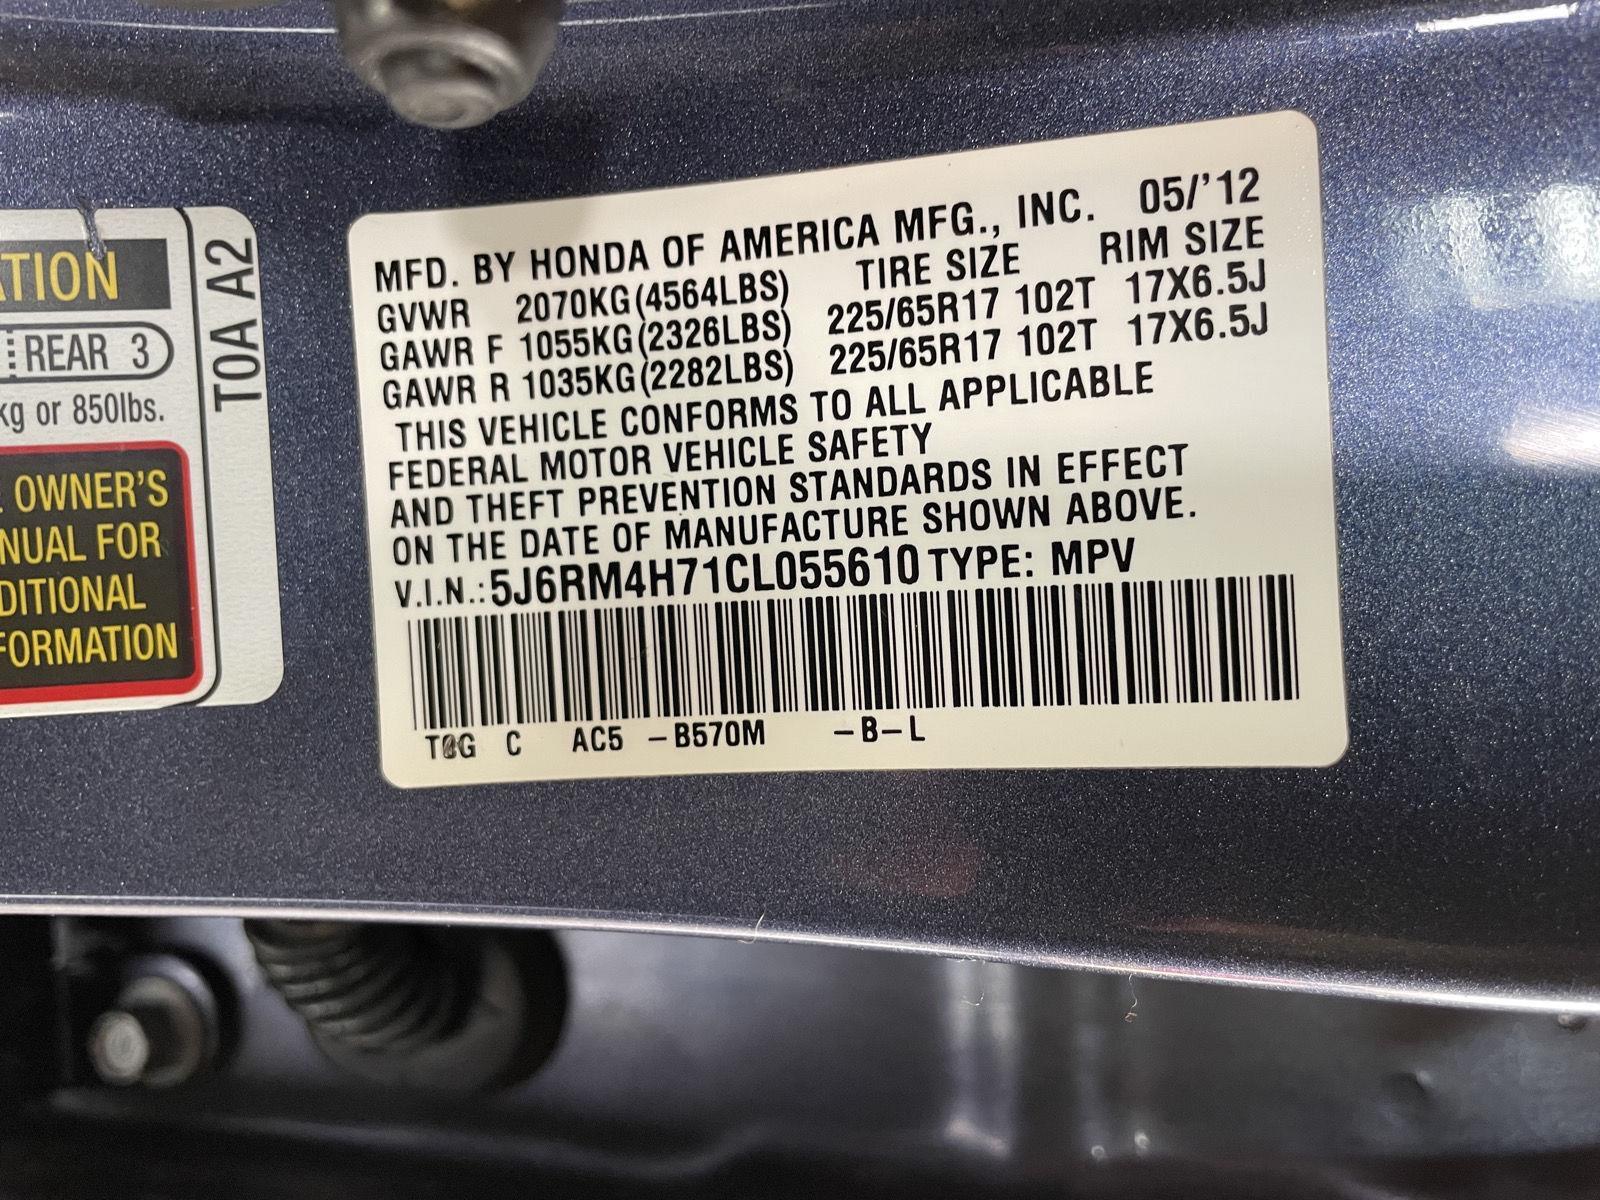 ATION
REAR 3
kg or 850lbs.
OWNER'S
NUAL FOR
DITIONAL
FORMATION
T0A A2
MFD. BY HONDA OF AMERICA MFG., INC. 05/'12
GVWR 2070KG(4564LBS) TIRE SIZE RIM SIZE
GAWR F 1055KG(2326LBS) 225/65R17 102T 17X6.5J
GAWR R 1035KG(2282LBS) 225/65R17 102T 17X6.5J
THIS VEHICLE CONFORMS TO ALL APPLICABLE
FEDERAL MOTOR VEHICLE SAFETY
AND THEFT PREVENTION STANDARDS IN EFFECT
ON THE DATE OF MANUFACTURE SHOWN ABOVE.
V.I.N.: 5J6RM4H71CL055610 TYPE: MPV
C AC5 -B570M -B-L